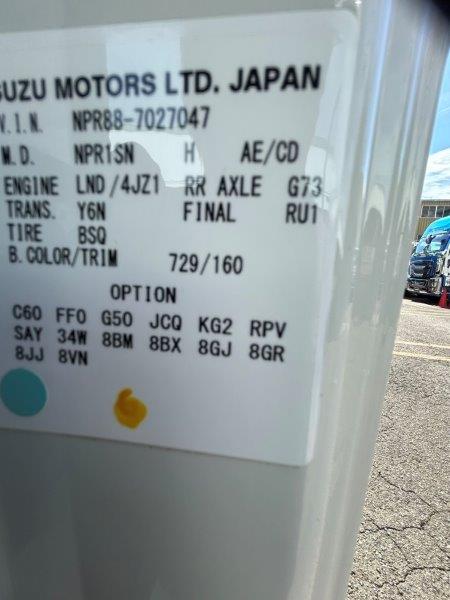 SUZU MOTORS LTD. JAPAN
V.I.N. NPR88-7027047
M.D. NPR1SN H AE/CD
ENGINE LND/4JZ1 RR AXLE G73
TRANS. Y6N FINAL RU1
TIRE BSQ
B.COLOR/TRIM 729/160
OPTION
C60 FF0 G50 JCQ KG2 RPV
SAY 34W 8BM 8BX 8GJ 8GR
8JJ 8VN